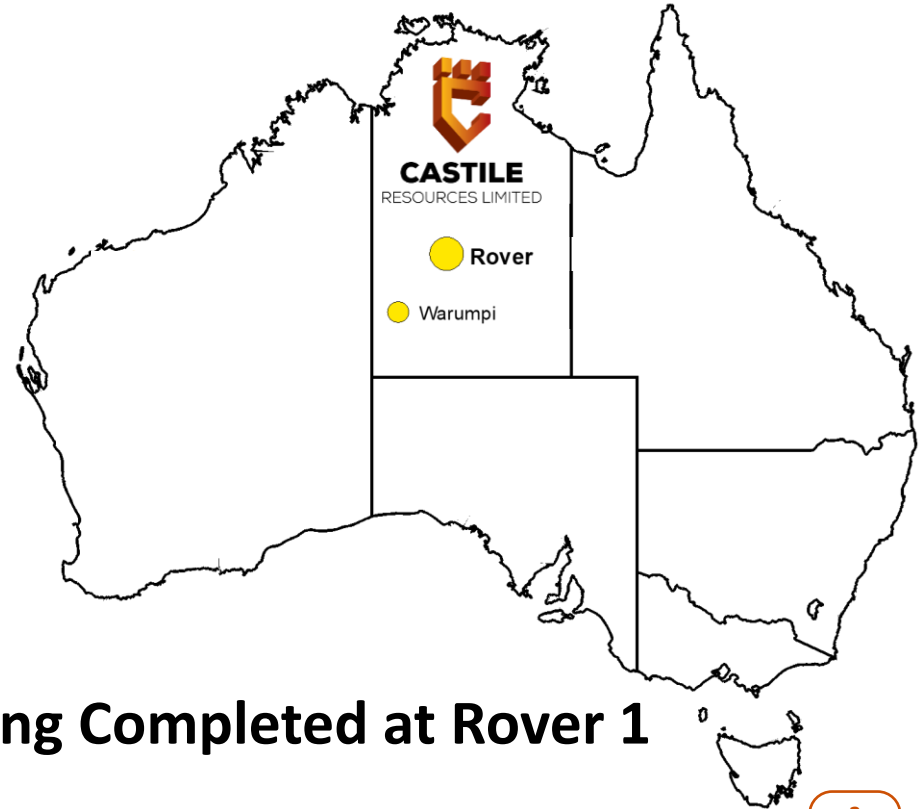 CASTILE
RESOURCES LIMITED
Rover
Warumpi
ng Completed at Rover 1